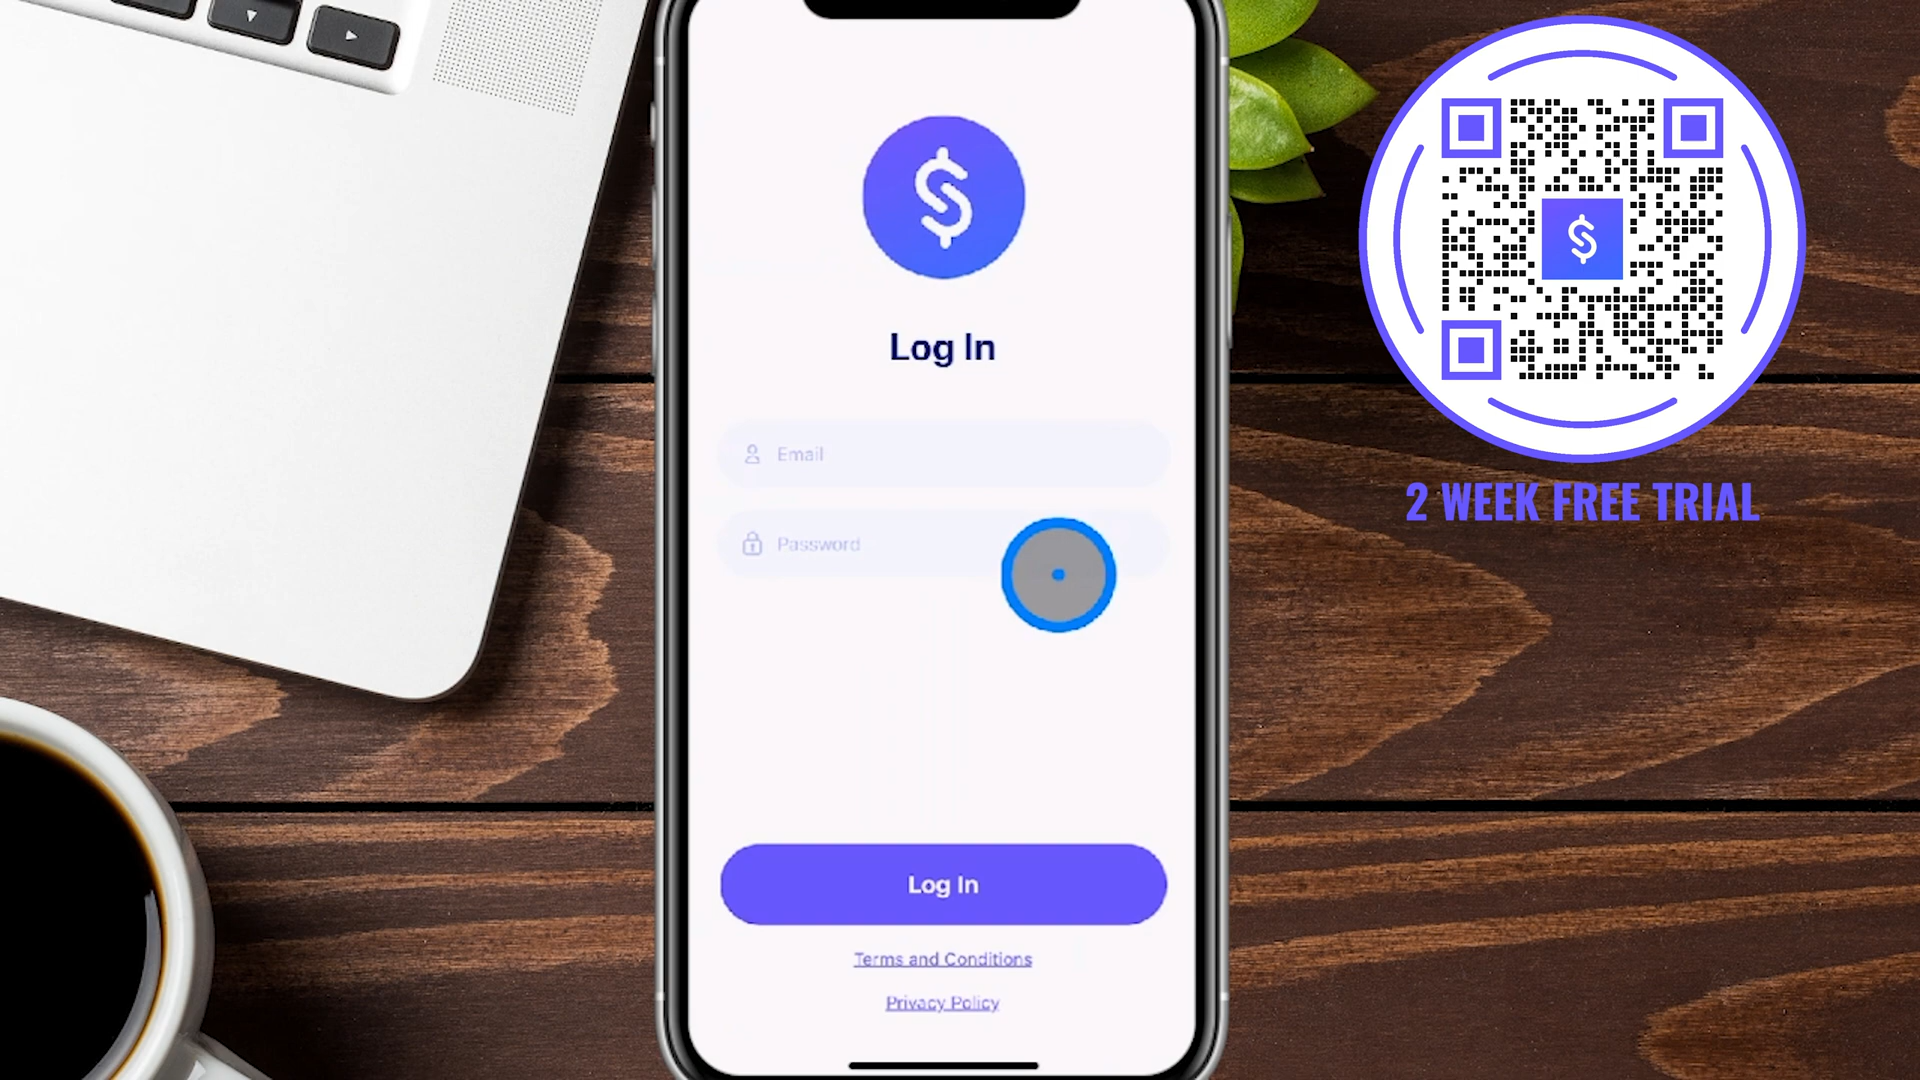 Log In
Email
Password
Log In
Terms and Conditions
Privacy Policy
2 WEEK FREE TRIAL